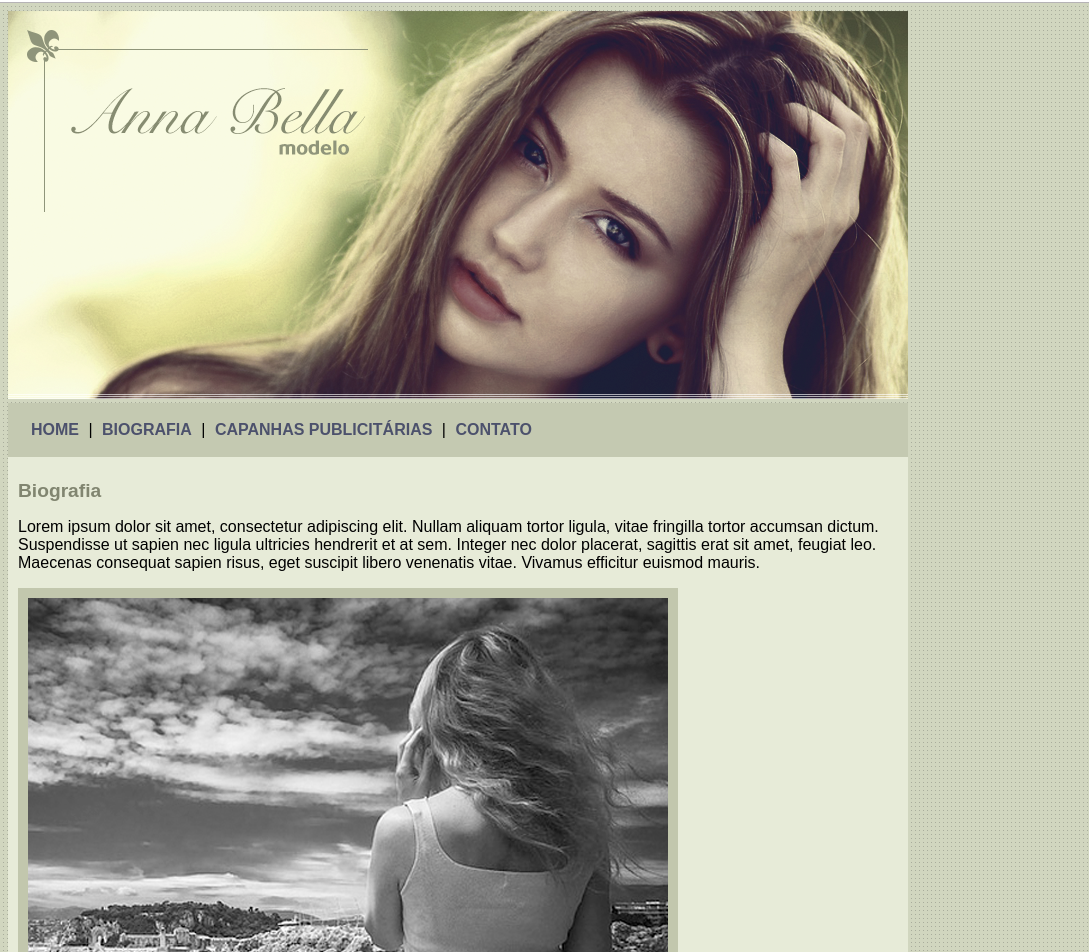 Anna Bella
modelo
HOME | BIOGRAFIA | CAPANHAS PUBLICITÁRIAS | CONTATO
Biografia
Lorem ipsum dolor sit amet, consectetur adipiscing elit. Nullam aliquam tortor ligula, vitae fringilla tortor accumsan dictum.
Suspendisse ut sapien nec ligula ultricies hendrerit et at sem. Integer nec dolor placerat, sagittis erat sit amet, feugiat leo.
Maecenas consequat sapien risus, eget suscipit libero venenatis vitae. Vivamus efficitur euismod mauris.